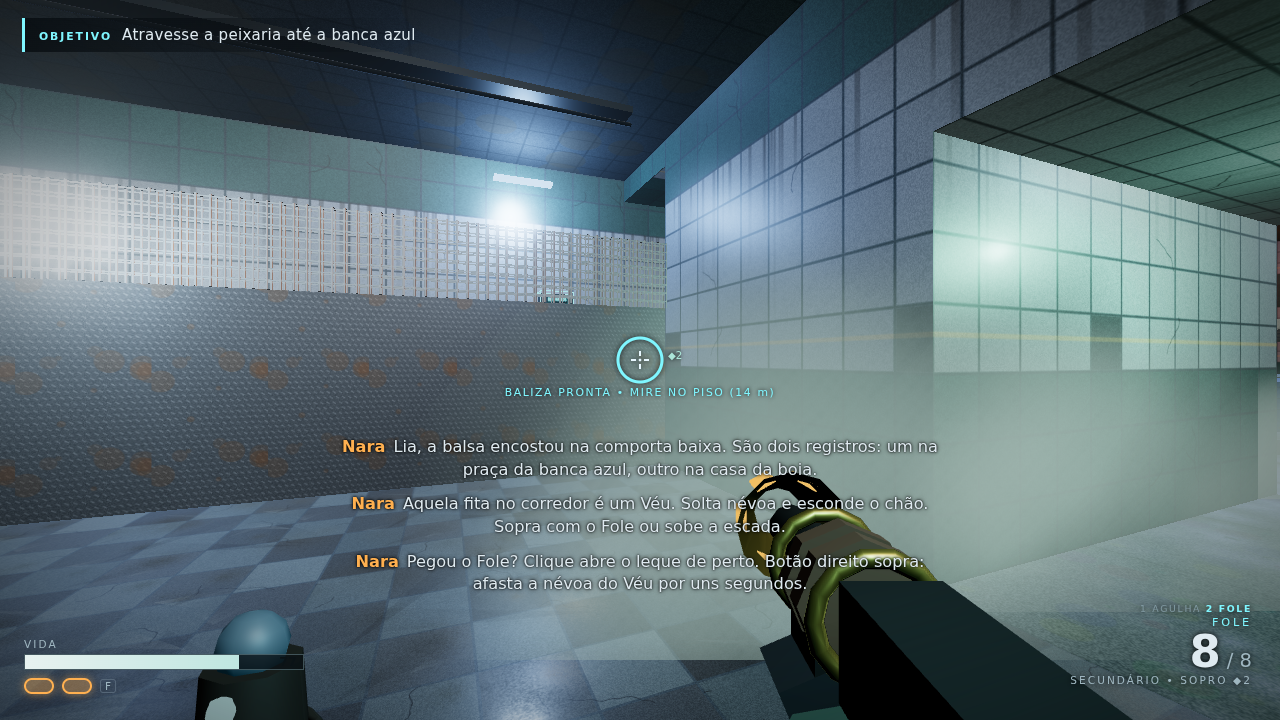 OBJETIVO Atravesse a peixaria até a banca azul
◆2
BALIZA PRONTA • MIRE NO PISO (14 m)
Nara Lia, a balsa encostou na comporta baixa. São dois registros: um na
praça da banca azul, outro na casa da boia.
Nara Aquela fita no corredor é um Véu. Solta névoa e esconde o chão.
Sopra com o Fole ou sobe a escada.
Nara Pegou o Fole? Clique abre o leque de perto. Botão direito sopra:
afasta a névoa do Véu por uns segundos.
VIDA
F
1 AGULHA 2 FOLE
FOLE
8 / 8
SECUNDÁRIO • SOPRO ◆2